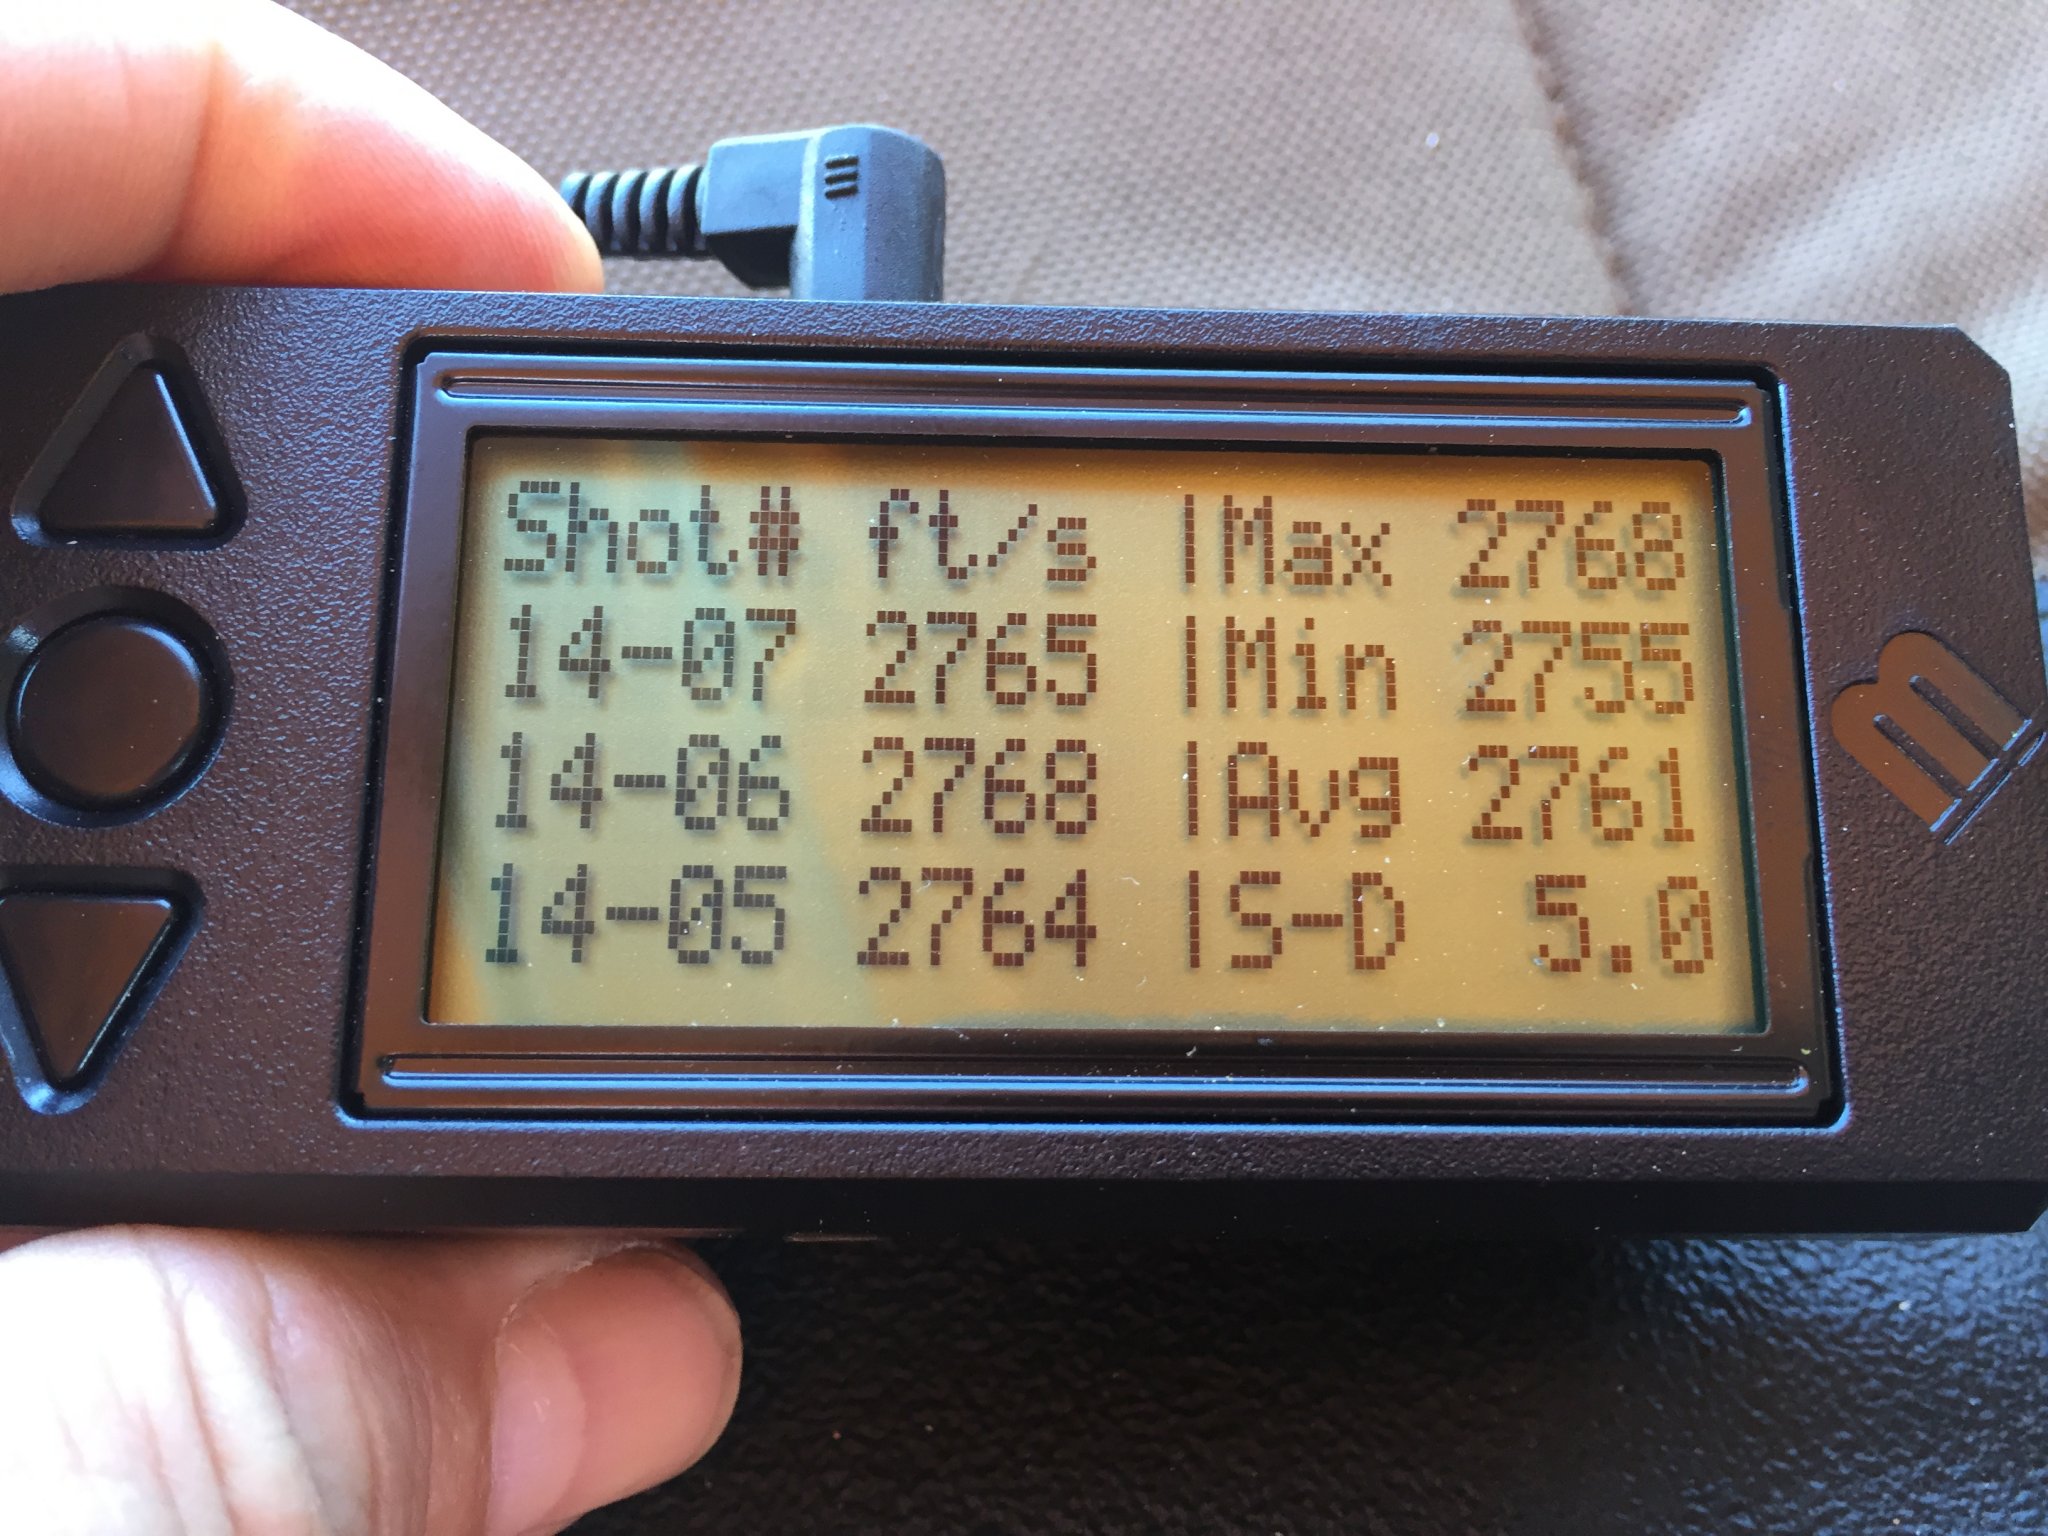 Shot# ft/s |Max 2768
14-07 2765 |Min 2755
14-06 2768 |Avg 2761
14-05 2764 |S-D 5.0
m